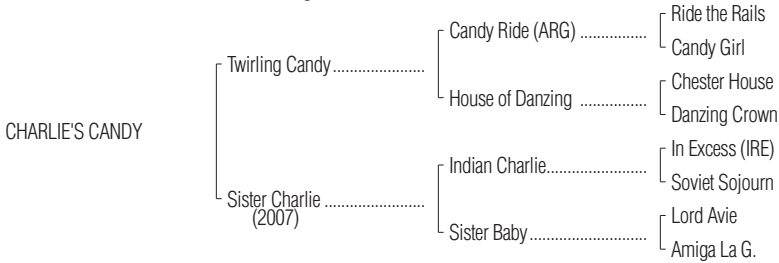 Ride the Rails
Candy Ride (ARG) ................
Candy Girl
Twirling Candy ......................
Chester House
House of Danzing ................
Danzing Crown
CHARLIE'S CANDY
In Excess (IRE)
Indian Charlie........................
Soviet Sojourn
Sister Charlie ........................
(2007)
Lord Avie
Sister Baby............................
Amiga La G.